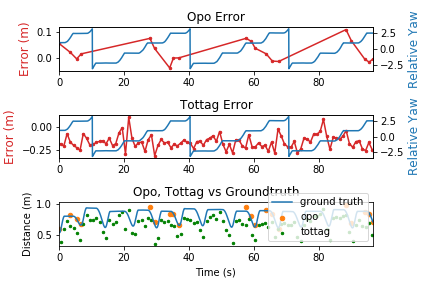 Opo Error
Error (m)
0.1
0.0
2.5
0.0
−2.5
Relative Yaw
0 20 40 60 80
Tottag Error
Error (m)
0.00
−0.25
2.5
0.0
−2.5
Relative Yaw
0 20 40 60 80
Opo, Tottag vs Groundtruth
Distance (m)
1.0
0.5
ground truth
opo
tottag
0 20 40 60 80
Time (s)